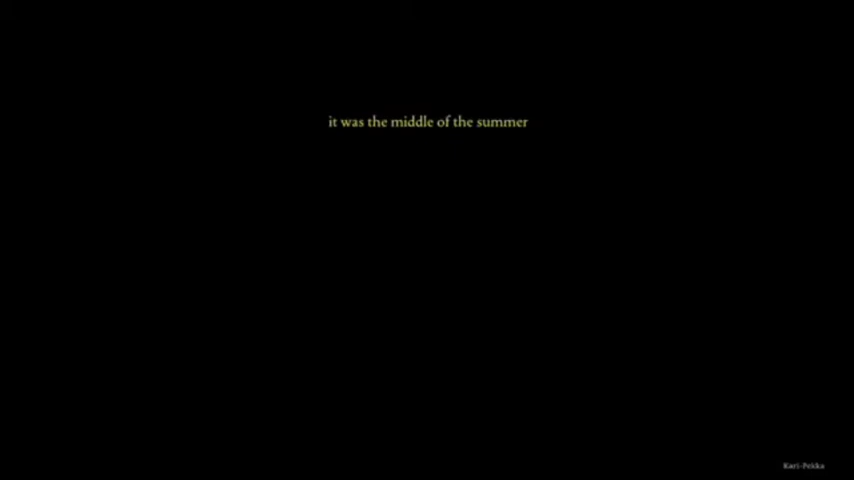 it was the middle of the summer
Kari-Pekka